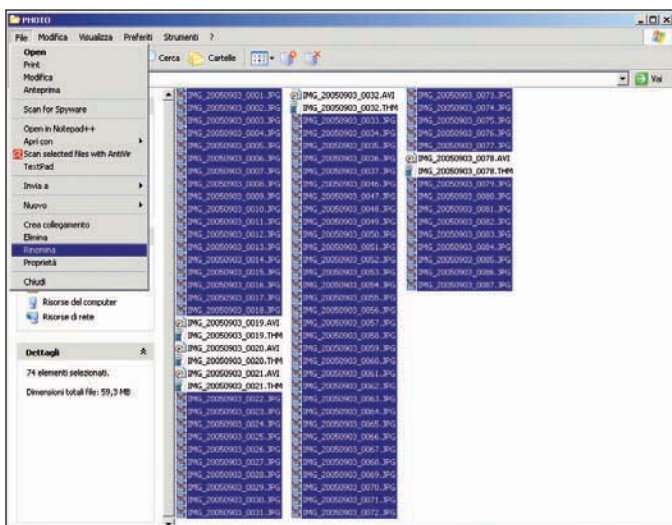 PHOTO
File Modifica Visualizza Preferiti Strumenti ?
Cerca Cartelle
Vai
Open
Print
Modifica
Anteprima
Scan for Spyware
Open in Notepad++
Apri con
Scan selected files with AntiVir
TextPad
Invia a
Nuovo
Crea collegamento
Elimina
Rinomina
Proprietà
Chiudi
Risorse del computer
Risorse di rete
Dettagli
74 elementi selezionati.
Dimensioni totali file: 59,3 MB
IMG_20050903_0001.JPG
IMG_20050903_0002.JPG
IMG_20050903_0003.JPG
IMG_20050903_0004.JPG
IMG_20050903_0005.JPG
IMG_20050903_0006.JPG
IMG_20050903_0007.JPG
IMG_20050903_0008.JPG
IMG_20050903_0009.JPG
IMG_20050903_0010.JPG
IMG_20050903_0011.JPG
IMG_20050903_0012.JPG
IMG_20050903_0013.JPG
IMG_20050903_0014.JPG
IMG_20050903_0015.JPG
IMG_20050903_0016.JPG
IMG_20050903_0017.JPG
IMG_20050903_0018.JPG
IMG_20050903_0019.AVI
IMG_20050903_0019.THM
IMG_20050903_0020.AVI
IMG_20050903_0020.THM
IMG_20050903_0021.AVI
IMG_20050903_0021.THM
IMG_20050903_0022.JPG
IMG_20050903_0023.JPG
IMG_20050903_0024.JPG
IMG_20050903_0025.JPG
IMG_20050903_0026.JPG
IMG_20050903_0027.JPG
IMG_20050903_0028.JPG
IMG_20050903_0029.JPG
IMG_20050903_0030.JPG
IMG_20050903_0031.JPG
IMG_20050903_0032.AVI
IMG_20050903_0032.THM
IMG_20050903_0033.JPG
IMG_20050903_0034.JPG
IMG_20050903_0035.JPG
IMG_20050903_0036.JPG
IMG_20050903_0037.JPG
IMG_20050903_0046.JPG
IMG_20050903_0047.JPG
IMG_20050903_0048.JPG
IMG_20050903_0049.JPG
IMG_20050903_0050.JPG
IMG_20050903_0051.JPG
IMG_20050903_0052.JPG
IMG_20050903_0053.JPG
IMG_20050903_0054.JPG
IMG_20050903_0055.JPG
IMG_20050903_0056.JPG
IMG_20050903_0057.JPG
IMG_20050903_0058.JPG
IMG_20050903_0059.JPG
IMG_20050903_0060.JPG
IMG_20050903_0061.JPG
IMG_20050903_0062.JPG
IMG_20050903_0063.JPG
IMG_20050903_0064.JPG
IMG_20050903_0065.JPG
IMG_20050903_0066.JPG
IMG_20050903_0067.JPG
IMG_20050903_0068.JPG
IMG_20050903_0069.JPG
IMG_20050903_0070.JPG
IMG_20050903_0071.JPG
IMG_20050903_0072.JPG
IMG_20050903_0073.JPG
IMG_20050903_0074.JPG
IMG_20050903_0075.JPG
IMG_20050903_0076.JPG
IMG_20050903_0077.JPG
IMG_20050903_0078.AVI
IMG_20050903_0078.THM
IMG_20050903_0079.JPG
IMG_20050903_0080.JPG
IMG_20050903_0081.JPG
IMG_20050903_0082.JPG
IMG_20050903_0083.JPG
IMG_20050903_0084.JPG
IMG_20050903_0085.JPG
IMG_20050903_0086.JPG
IMG_20050903_0087.JPG